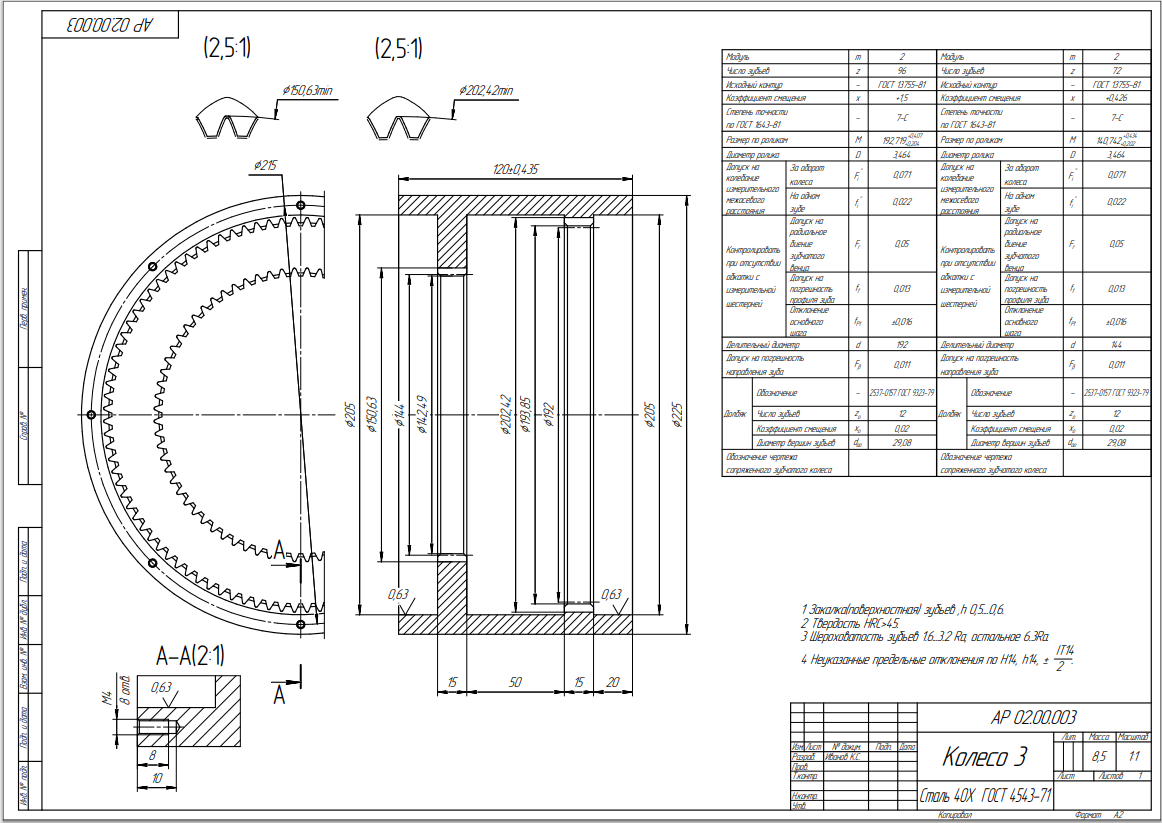 АР 02.00.003
(2,5:1)
(2,5:1)
⌀150,63min
⌀202,42min
⌀215
120±0,435
⌀205
⌀150,63
⌀144
⌀142,49
⌀202,42
⌀193,85
⌀192
⌀205
⌀225
0,63
0,63
15
50
15
20
А
А
А-А(2:1)
0,63
М4
8 отв.
8
10
Модуль m 2 Модуль m 2
Число зубьев z 96 Число зубьев z 72
Исходный контур – ГОСТ 13755-81 Исходный контур – ГОСТ 13755-81
Коэффициент смещения x +1.5 Коэффициент смещения x +0,426
Степень точности по ГОСТ 1643-81 – 7-С Степень точности по ГОСТ 1643-81 – 7-С
Размер по роликам М 192,719 Размер по роликам М 140,742
Диаметр ролика D 3,464 Диаметр ролика D 3,464
Допуск на колебание измерительного межосевого расстояния За оборот колеса Fi" 0,071 Допуск на колебание измерительного межосевого расстояния За оборот колеса Fi" 0,071
На одном зубе fi" 0,022 На одном зубе fi" 0,022
Контролировать при отсутствии обкатки с измерительной шестерней Допуск на радиальное биение зубчатого венца Fr 0,05 Контролировать при отсутствии обкатки с измерительной шестерней Допуск на радиальное биение зубчатого венца Fr 0,05
Допуск на погрешность профиля зуба ff 0,013 Допуск на погрешность профиля зуба ff 0,013
Отклонение основного шага ±0,016 Отклонение основного шага ±0,016
Делительный диаметр d 192 Делительный диаметр d 144
Допуск на погрешность направления зуба Fβ 0,011 Допуск на погрешность направления зуба Fβ 0,011
Долбяк Обозначение – 2537-0157 ГОСТ 9323-79 Долбяк Обозначение – 2537-0157 ГОСТ 9323-79
Число зубьев z₀ 12 Число зубьев z₀ 12
Коэффициент смещения x₀ 0,02 Коэффициент смещения x₀ 0,02
Диаметр вершин зубьев 29,08 Диаметр вершин зубьев 29,08
Обозначение чертежа сопряженного зубчатого колеса Обозначение чертежа сопряженного зубчатого колеса
1 Закалка(поверхностная) зубьев ,h 0,5...0,6.
2 Твердость HRC>45.
3 Шероховатость зубьев 1.6...3.2 Ra, остальное 6.3Ra
4 Неуказанные предельные отклонения по Н14, h14, ± IT14/2.
Перв. примен.
Справ. №
Подп. и дата
Инв. № дубл.
Взам. инв. №
Подп. и дата
Инв. № подл.
АР 02.00.003
Изм. Лист № докум. Подп. Дата
Разраб. Иванов К.С.
Пров.
Т.контр.
Н.контр.
Утв.
Колесо 3
Лит. Масса Масштаб
8,5 1:1
Лист Листов 1
Сталь 40Х ГОСТ 4543-71
Копировал Формат А2